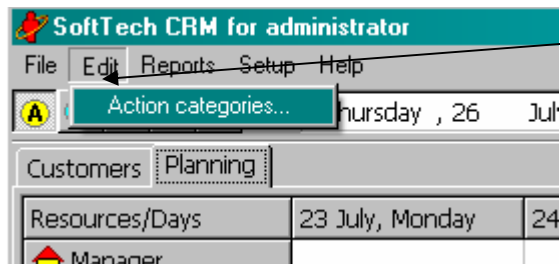 SoftTech CRM for administrator
File Edit Reports Setup Help
A Action categories... hursday , 26 Jul
Customers Planning
Resources/Days 23 July, Monday 24
Manager